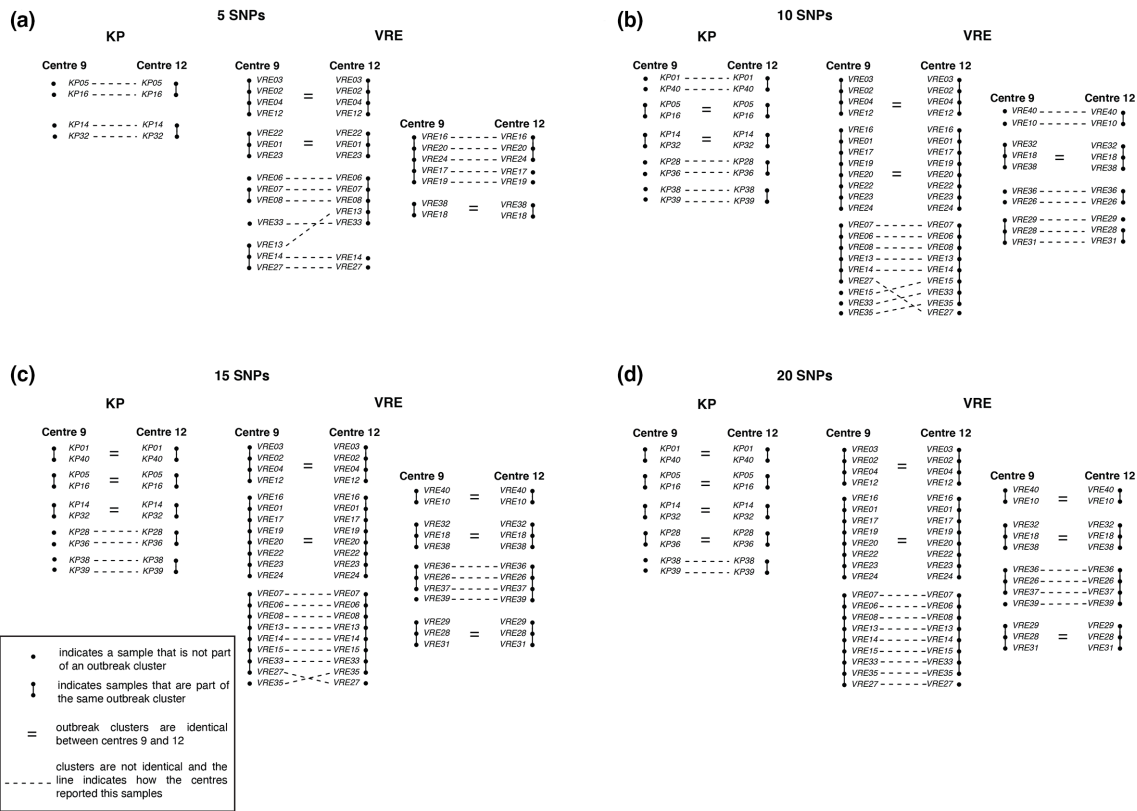 (a)
5 SNPs
KP
VRE
Centre 9 Centre 12
KP05 KP05
KP16 KP16
KP14 KP14
KP32 KP32
Centre 9 Centre 12
VRE03 VRE03
VRE02 VRE02
=
VRE04 VRE04
VRE12 VRE12
VRE22 VRE22
VRE01 = VRE01
VRE23 VRE23
VRE06 VRE06
VRE07 VRE07
VRE08 VRE08
VRE13
VRE33 VRE33
VRE13
VRE14 VRE14
VRE27 VRE27
Centre 9 Centre 12
VRE16 VRE16
VRE20 VRE20
VRE24 VRE24
VRE17 VRE17
VRE19 VRE19
VRE38 = VRE38
VRE18 VRE18
(b)
10 SNPs
KP
VRE
Centre 9 Centre 12
KP01 KP01
KP40 KP40
KP05 = KP05
KP16 KP16
KP14 = KP14
KP32 KP32
KP28 KP28
KP36 KP36
KP38 KP38
KP39 KP39
Centre 9 Centre 12
VRE03 VRE03
VRE02 VRE02
=
VRE04 VRE04
VRE12 VRE12
VRE16 VRE16
VRE01 VRE01
VRE17 VRE17
VRE19 VRE19
VRE20 = VRE20
VRE22 VRE22
VRE23 VRE23
VRE24 VRE24
VRE07 VRE07
VRE06 VRE06
VRE08 VRE08
VRE13 VRE13
VRE14 VRE14
VRE27 VRE15
VRE15 VRE33
VRE33 VRE35
VRE35 VRE27
Centre 9 Centre 12
VRE40 VRE40
VRE10 VRE10
VRE32 VRE32
VRE18 = VRE18
VRE38 VRE38
VRE36 VRE36
VRE26 VRE26
VRE29 VRE29
VRE28 VRE28
VRE31 VRE31
(c)
15 SNPs
KP
VRE
Centre 9 Centre 12
KP01 = KP01
KP40 KP40
KP05 = KP05
KP16 KP16
KP14 = KP14
KP32 KP32
KP28 KP28
KP36 KP36
KP38 KP38
KP39 KP39
Centre 9 Centre 12
VRE03 VRE03
VRE02 VRE02
=
VRE04 VRE04
VRE12 VRE12
VRE16 VRE16
VRE01 VRE01
VRE17 VRE17
VRE19 VRE19
VRE20 = VRE20
VRE22 VRE22
VRE23 VRE23
VRE24 VRE24
VRE07 VRE07
VRE06 VRE06
VRE08 VRE08
VRE13 VRE13
VRE14 VRE14
VRE15 VRE15
VRE33 VRE33
VRE27 VRE35
VRE35 VRE27
Centre 9 Centre 12
VRE40 = VRE40
VRE10 VRE10
VRE32 VRE32
VRE18 = VRE18
VRE38 VRE38
VRE36 VRE36
VRE26 VRE26
VRE37 VRE37
VRE39 VRE39
VRE29 VRE29
VRE28 = VRE28
VRE31 VRE31
(d)
20 SNPs
KP
VRE
Centre 9 Centre 12
KP01 = KP01
KP40 KP40
KP05 = KP05
KP16 KP16
KP14 = KP14
KP32 KP32
KP28 = KP28
KP36 KP36
KP38 KP38
KP39 KP39
Centre 9 Centre 12
VRE03 VRE03
VRE02 VRE02
=
VRE04 VRE04
VRE12 VRE12
VRE16 VRE16
VRE01 VRE01
VRE17 VRE17
VRE19 VRE19
VRE20 = VRE20
VRE22 VRE22
VRE23 VRE23
VRE24 VRE24
VRE07 VRE07
VRE06 VRE06
VRE08 VRE08
VRE13 VRE13
VRE14 VRE14
VRE15 VRE15
VRE33 VRE33
VRE35 VRE35
VRE27 VRE27
Centre 9 Centre 12
VRE40 = VRE40
VRE10 VRE10
VRE32 VRE32
VRE18 = VRE18
VRE38 VRE38
VRE36 VRE36
VRE26 VRE26
VRE37 VRE37
VRE39 VRE39
VRE29 VRE29
VRE28 = VRE28
VRE31 VRE31
indicates a sample that is not part
of an outbreak cluster
indicates samples that are part of
the same outbreak cluster
= outbreak clusters are identical
between centres 9 and 12
clusters are not identical and the
line indicates how the centres
reported this samples